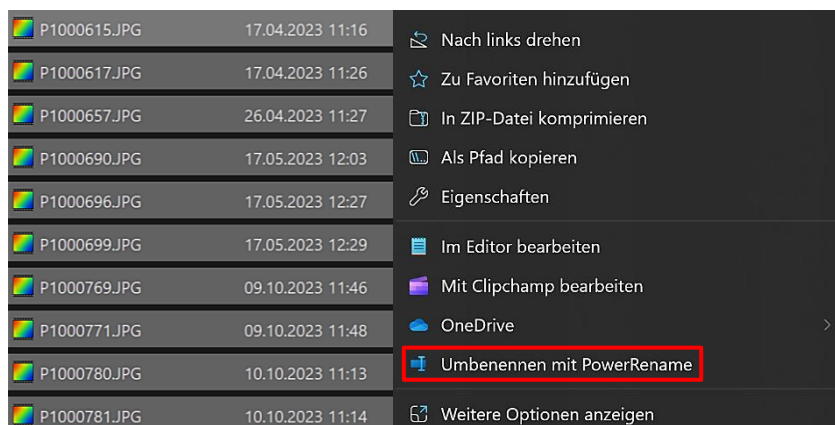 P1000615.JPG 17.04.2023 11:16
P1000617.JPG 17.04.2023 11:26
P1000657.JPG 26.04.2023 11:27
P1000690.JPG 17.05.2023 12:03
P1000696.JPG 17.05.2023 12:27
P1000699.JPG 17.05.2023 12:29
P1000769.JPG 09.10.2023 11:46
P1000771.JPG 09.10.2023 11:48
P1000780.JPG 10.10.2023 11:13
P1000781.JPG 10.10.2023 11:14
Nach links drehen
Zu Favoriten hinzufügen
In ZIP-Datei komprimieren
Als Pfad kopieren
Eigenschaften
Im Editor bearbeiten
Mit Clipchamp bearbeiten
OneDrive
Umbenennen mit PowerRename
Weitere Optionen anzeigen